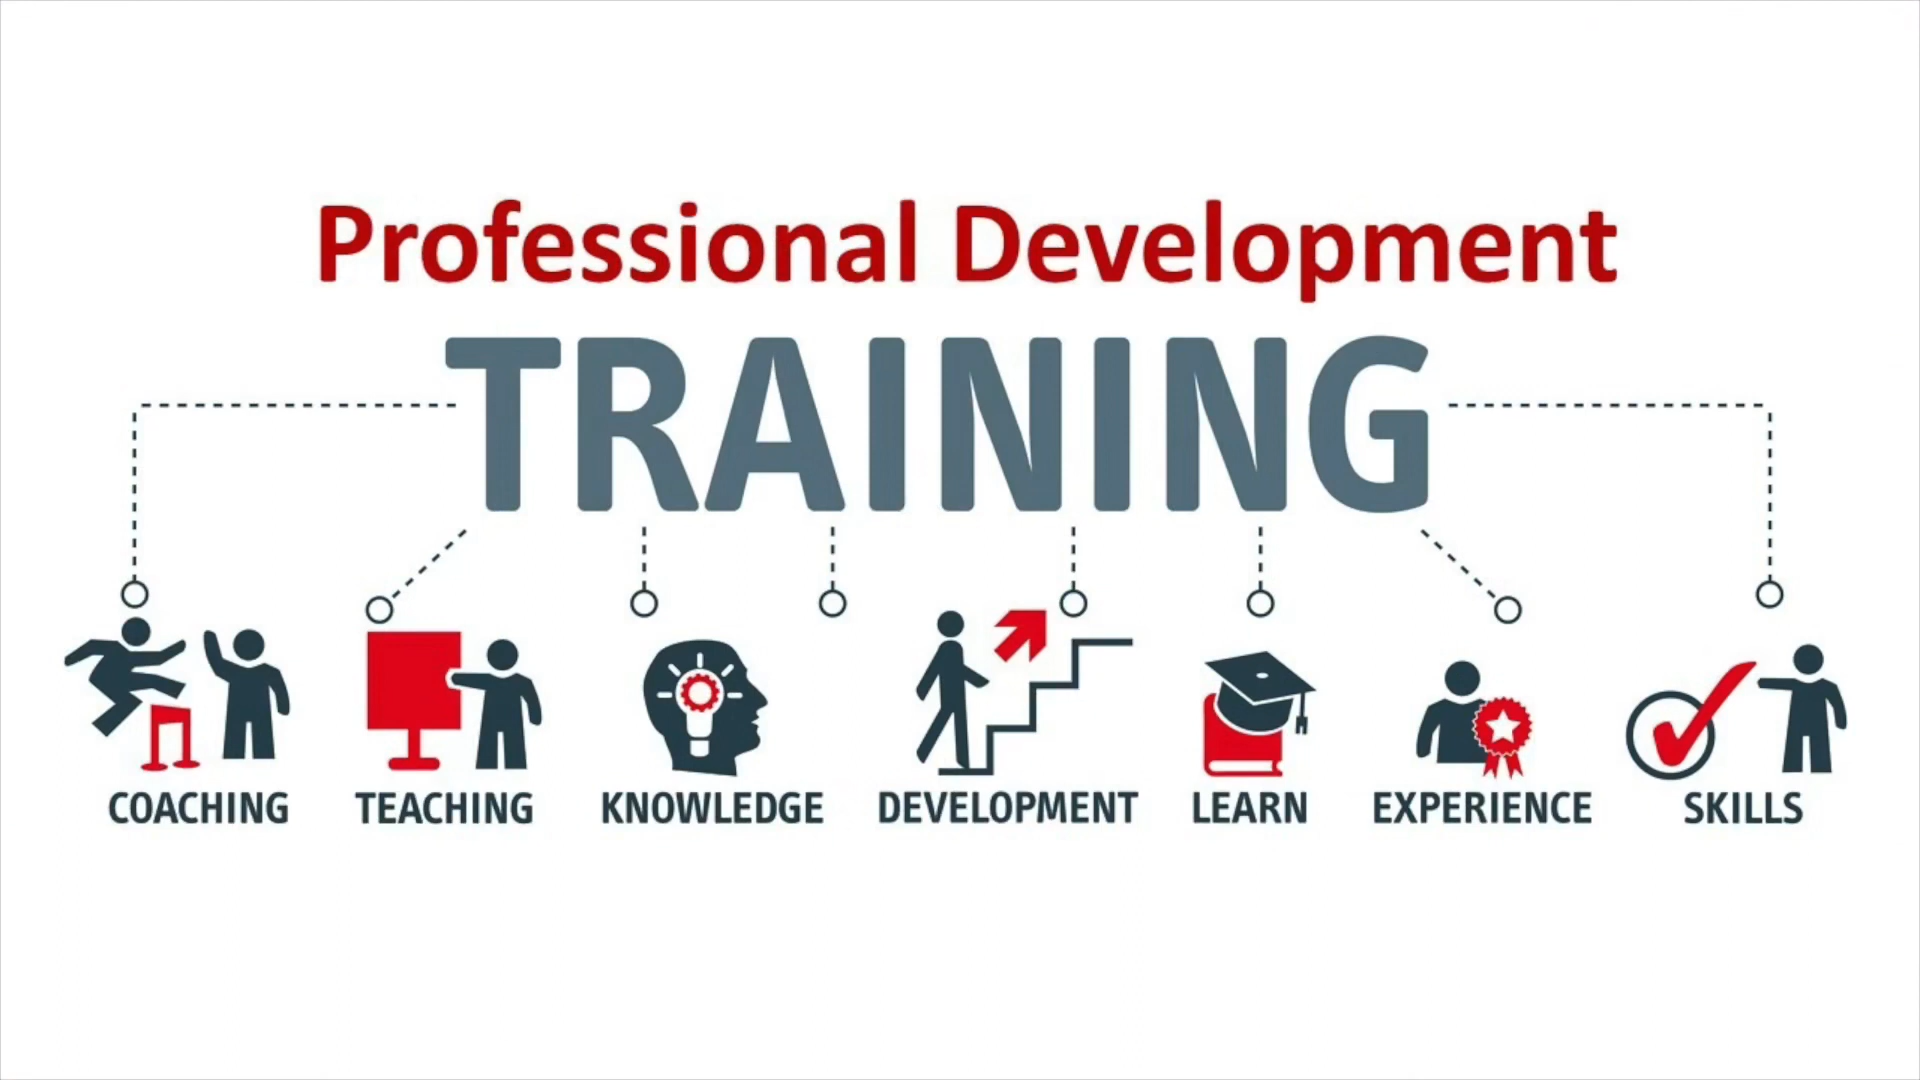 Professional Development
TRAINING
COACHING
TEACHING
KNOWLEDGE
DEVELOPMENT
LEARN
EXPERIENCE
SKILLS